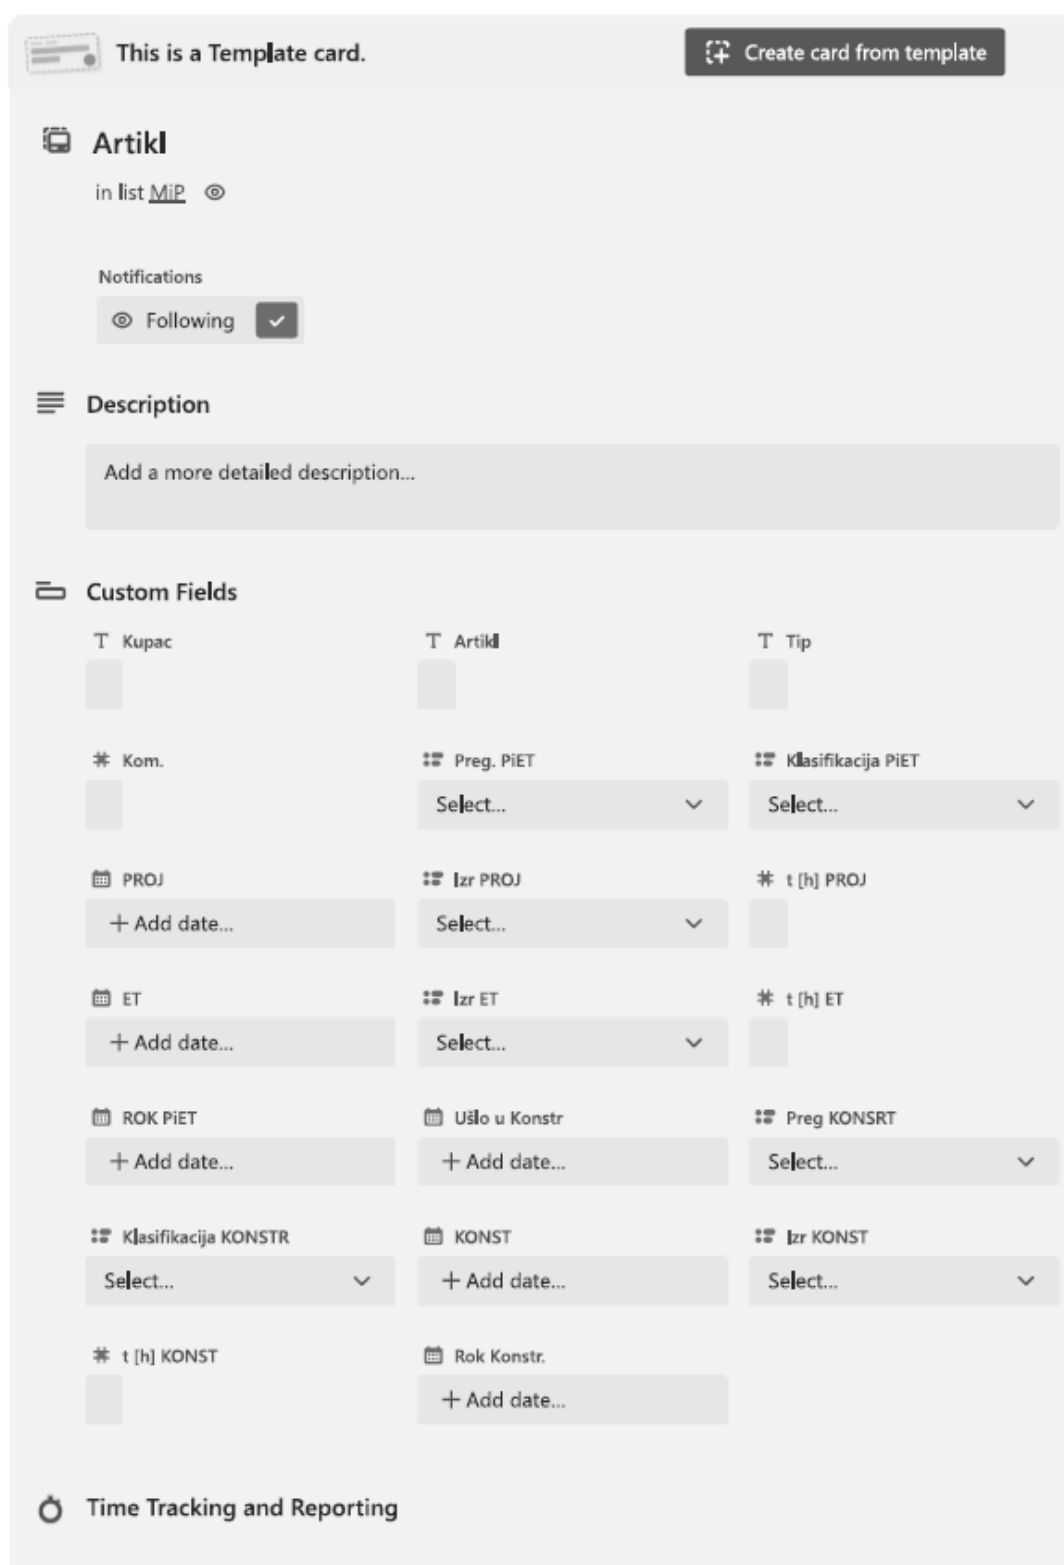 This is a Template card.
Create card from template
Artikl
in list MiP
Notifications
Following
Description
Add a more detailed description...
Custom Fields
T Kupac
T Artikl
T Tip
Kom.
Preg. PiET
Klasifikacija PiET
Select...
Select...
PROJ
Izr PROJ
t [h] PROJ
+ Add date...
Select...
ET
Izr ET
t [h] ET
+ Add date...
Select...
ROK PiET
Ušlo u Konstr
Preg KONSRT
+ Add date...
+ Add date...
Select...
Klasifikacija KONSTR
KONST
Izr KONST
Select...
+ Add date...
Select...
t [h] KONST
Rok Konstr.
+ Add date...
Time Tracking and Reporting